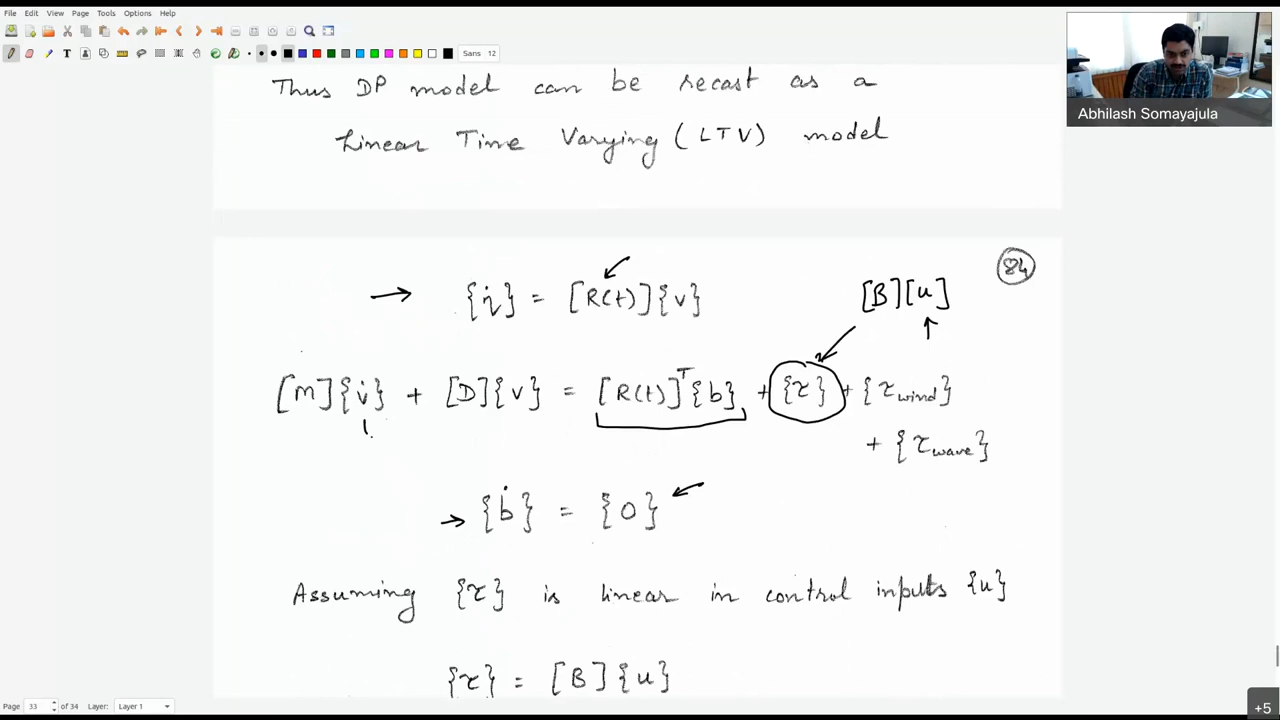 File Edit View Page Tools Options Help
Sans 12
Abhilash Somayajula
Thus DP model can be recast as a
Linear Time Varying (LTV) model
84
→ {η̇} = [R(t)]{v}
[B][u]
[M]{v̇} + [D]{v} = [R(t)]ᵀ{b} + {τ} + {τwind}
+ {τwave}
→ {ḃ} = {0}
Assuming {τ} is linear in control inputs {u}
{τ} = [B]{u}
Page 33 of 34 Layer: Layer 1
+5